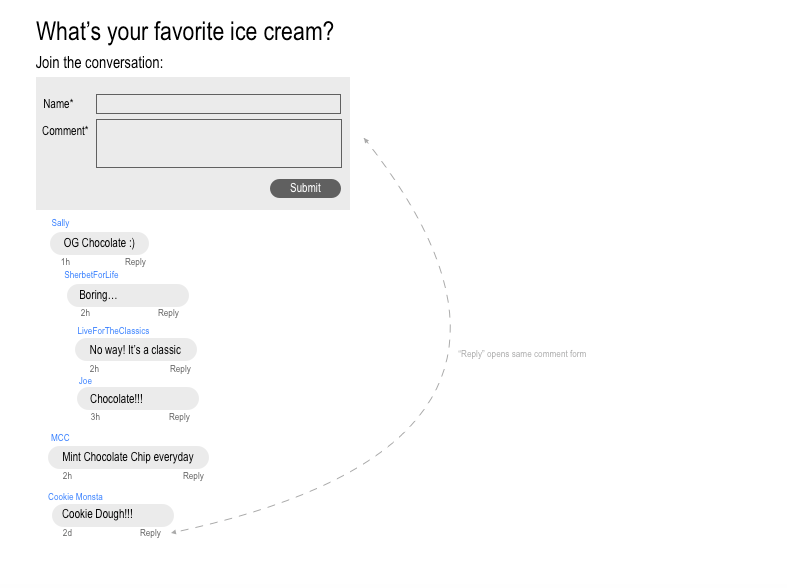 What's your favorite ice cream?
Join the conversation:
Name*
Comment*
Submit
Sally
OG Chocolate :)
1h Reply
SherbetForLife
Boring…
2h Reply
LiveForTheClassics
No way! It's a classic
2h Reply
Joe
Chocolate!!!
3h Reply
"Reply" opens same comment form
MCC
Mint Chocolate Chip everyday
2h Reply
Cookie Monsta
Cookie Dough!!!
2d Reply